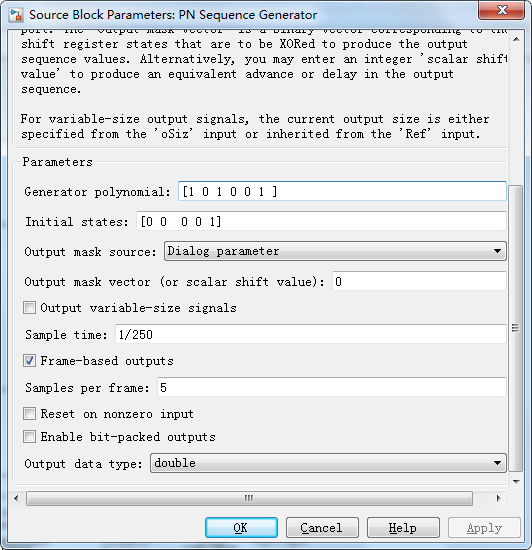 Source Block Parameters: PN Sequence Generator
port. The 'Output mask vector' is a binary vector corresponding to the
shift register states that are to be XORed to produce the output
sequence values. Alternatively, you may enter an integer 'scalar shift
value' to produce an equivalent advance or delay in the output
sequence.
For variable-size output signals, the current output size is either
specified from the 'oSiz' input or inherited from the 'Ref' input.
Parameters
Generator polynomial: [1 0 1 0 0 1 ]
Initial states: [0 0  0 0 1]
Output mask source: Dialog parameter
Output mask vector (or scalar shift value): 0
Output variable-size signals
Sample time: 1/250
Frame-based outputs
Samples per frame: 5
Reset on nonzero input
Enable bit-packed outputs
Output data type: double
OK Cancel Help Apply